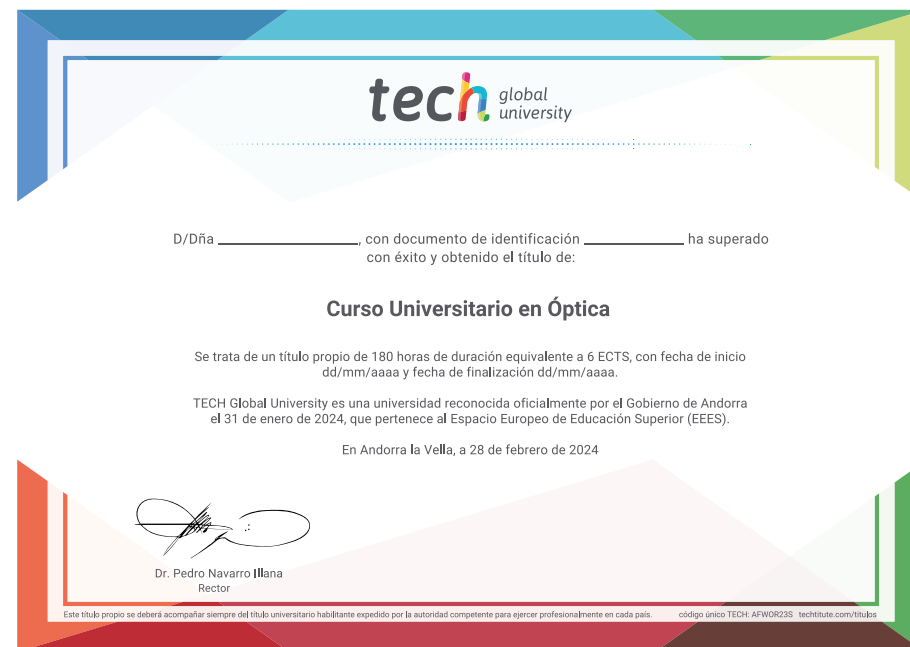 tech global university
D/Dña ________________, con documento de identificación ____________ ha superado
con éxito y obtenido el título de:
Curso Universitario en Óptica
Se trata de un título propio de 180 horas de duración equivalente a 6 ECTS, con fecha de inicio
dd/mm/aaaa y fecha de finalización dd/mm/aaaa.
TECH Global University es una universidad reconocida oficialmente por el Gobierno de Andorra
el 31 de enero de 2024, que pertenece al Espacio Europeo de Educación Superior (EEES).
En Andorra la Vella, a 28 de febrero de 2024
Dr. Pedro Navarro Illana
Rector
Este título propio se deberá acompañar siempre del título universitario habilitante expedido por la autoridad competente para ejercer profesionalmente en cada país. código único TECH: AFWOR23S techtitute.com/titulos